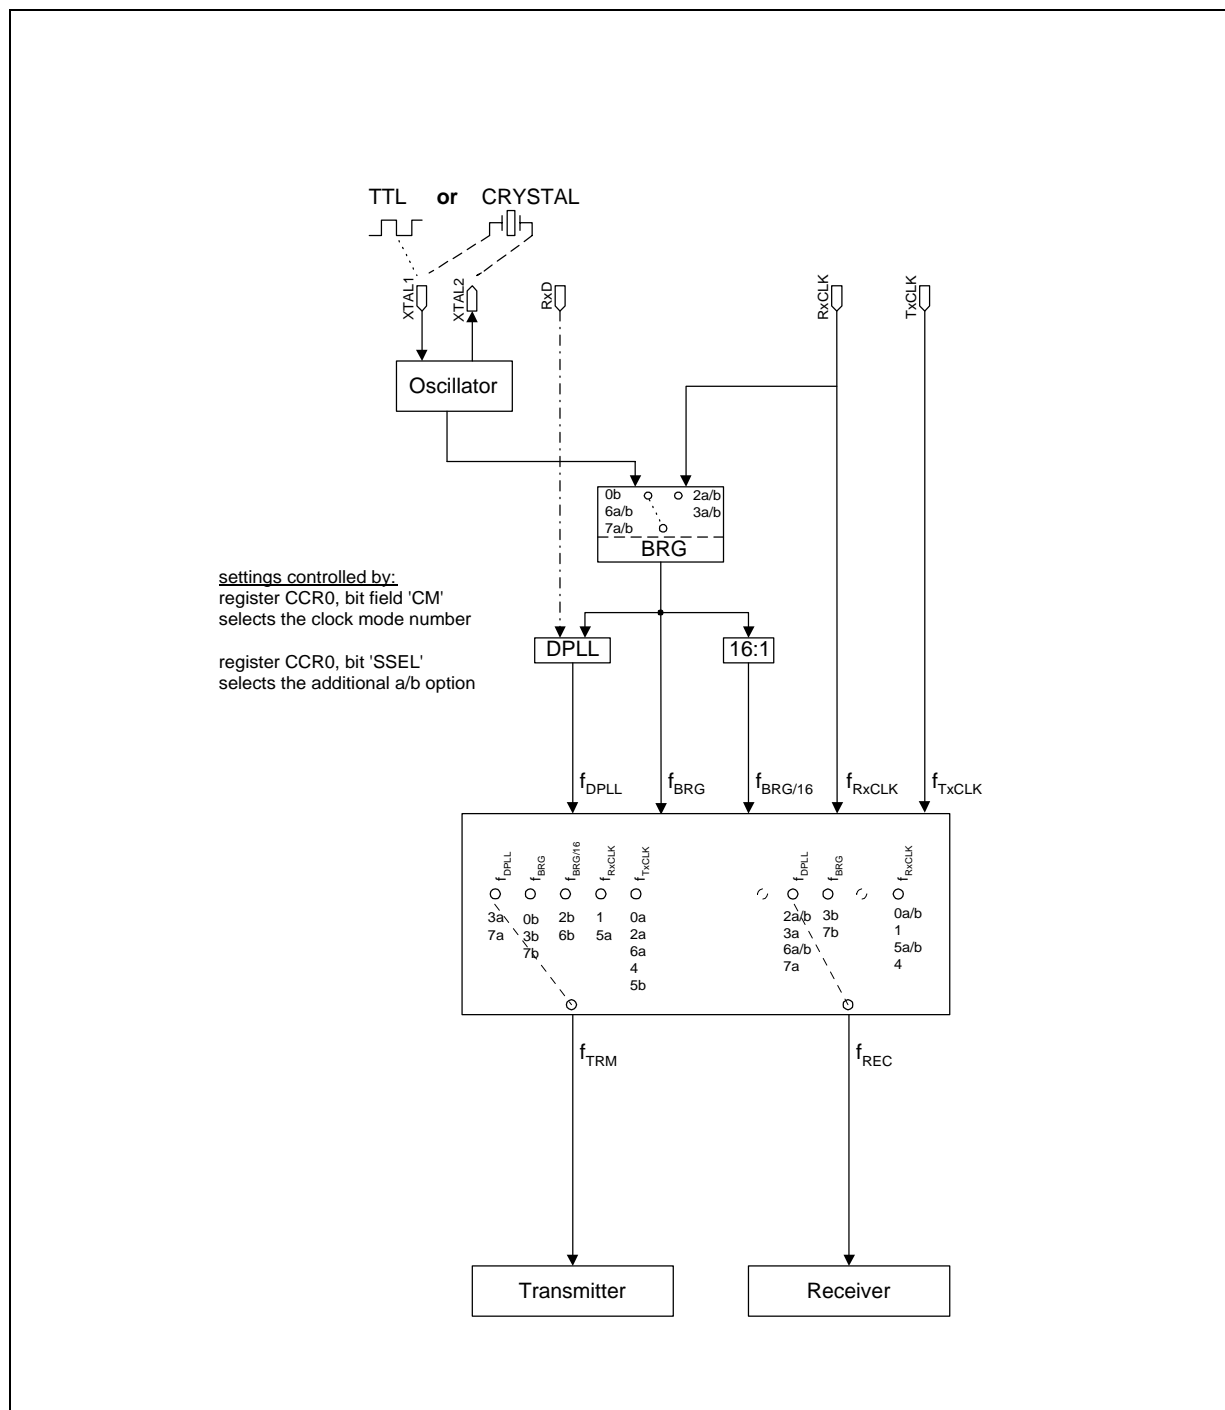 TTL or CRYSTAL
XTAL1
XTAL2
RxD
RxCLK
TxCLK
Oscillator
0b
6a/b
7a/b
2a/b
3a/b
BRG
settings controlled by:
register CCR0, bit field 'CM'
selects the clock mode number
register CCR0, bit 'SSEL'
selects the additional a/b option
DPLL
16:1
fDPLL
fBRG
fBRG/16
fRxCLK
fTxCLK
fDPLL
fBRG
fBRG/16
fRxCLK
fTxCLK
3a
7a
0b
3b
7b
2b
6b
1
5a
0a
2a
6a
4
5b
fDPLL
fBRG
fRxCLK
2a/b
3a
6a/b
7a
3b
7b
0a/b
1
5a/b
4
fTRM
fREC
Transmitter
Receiver